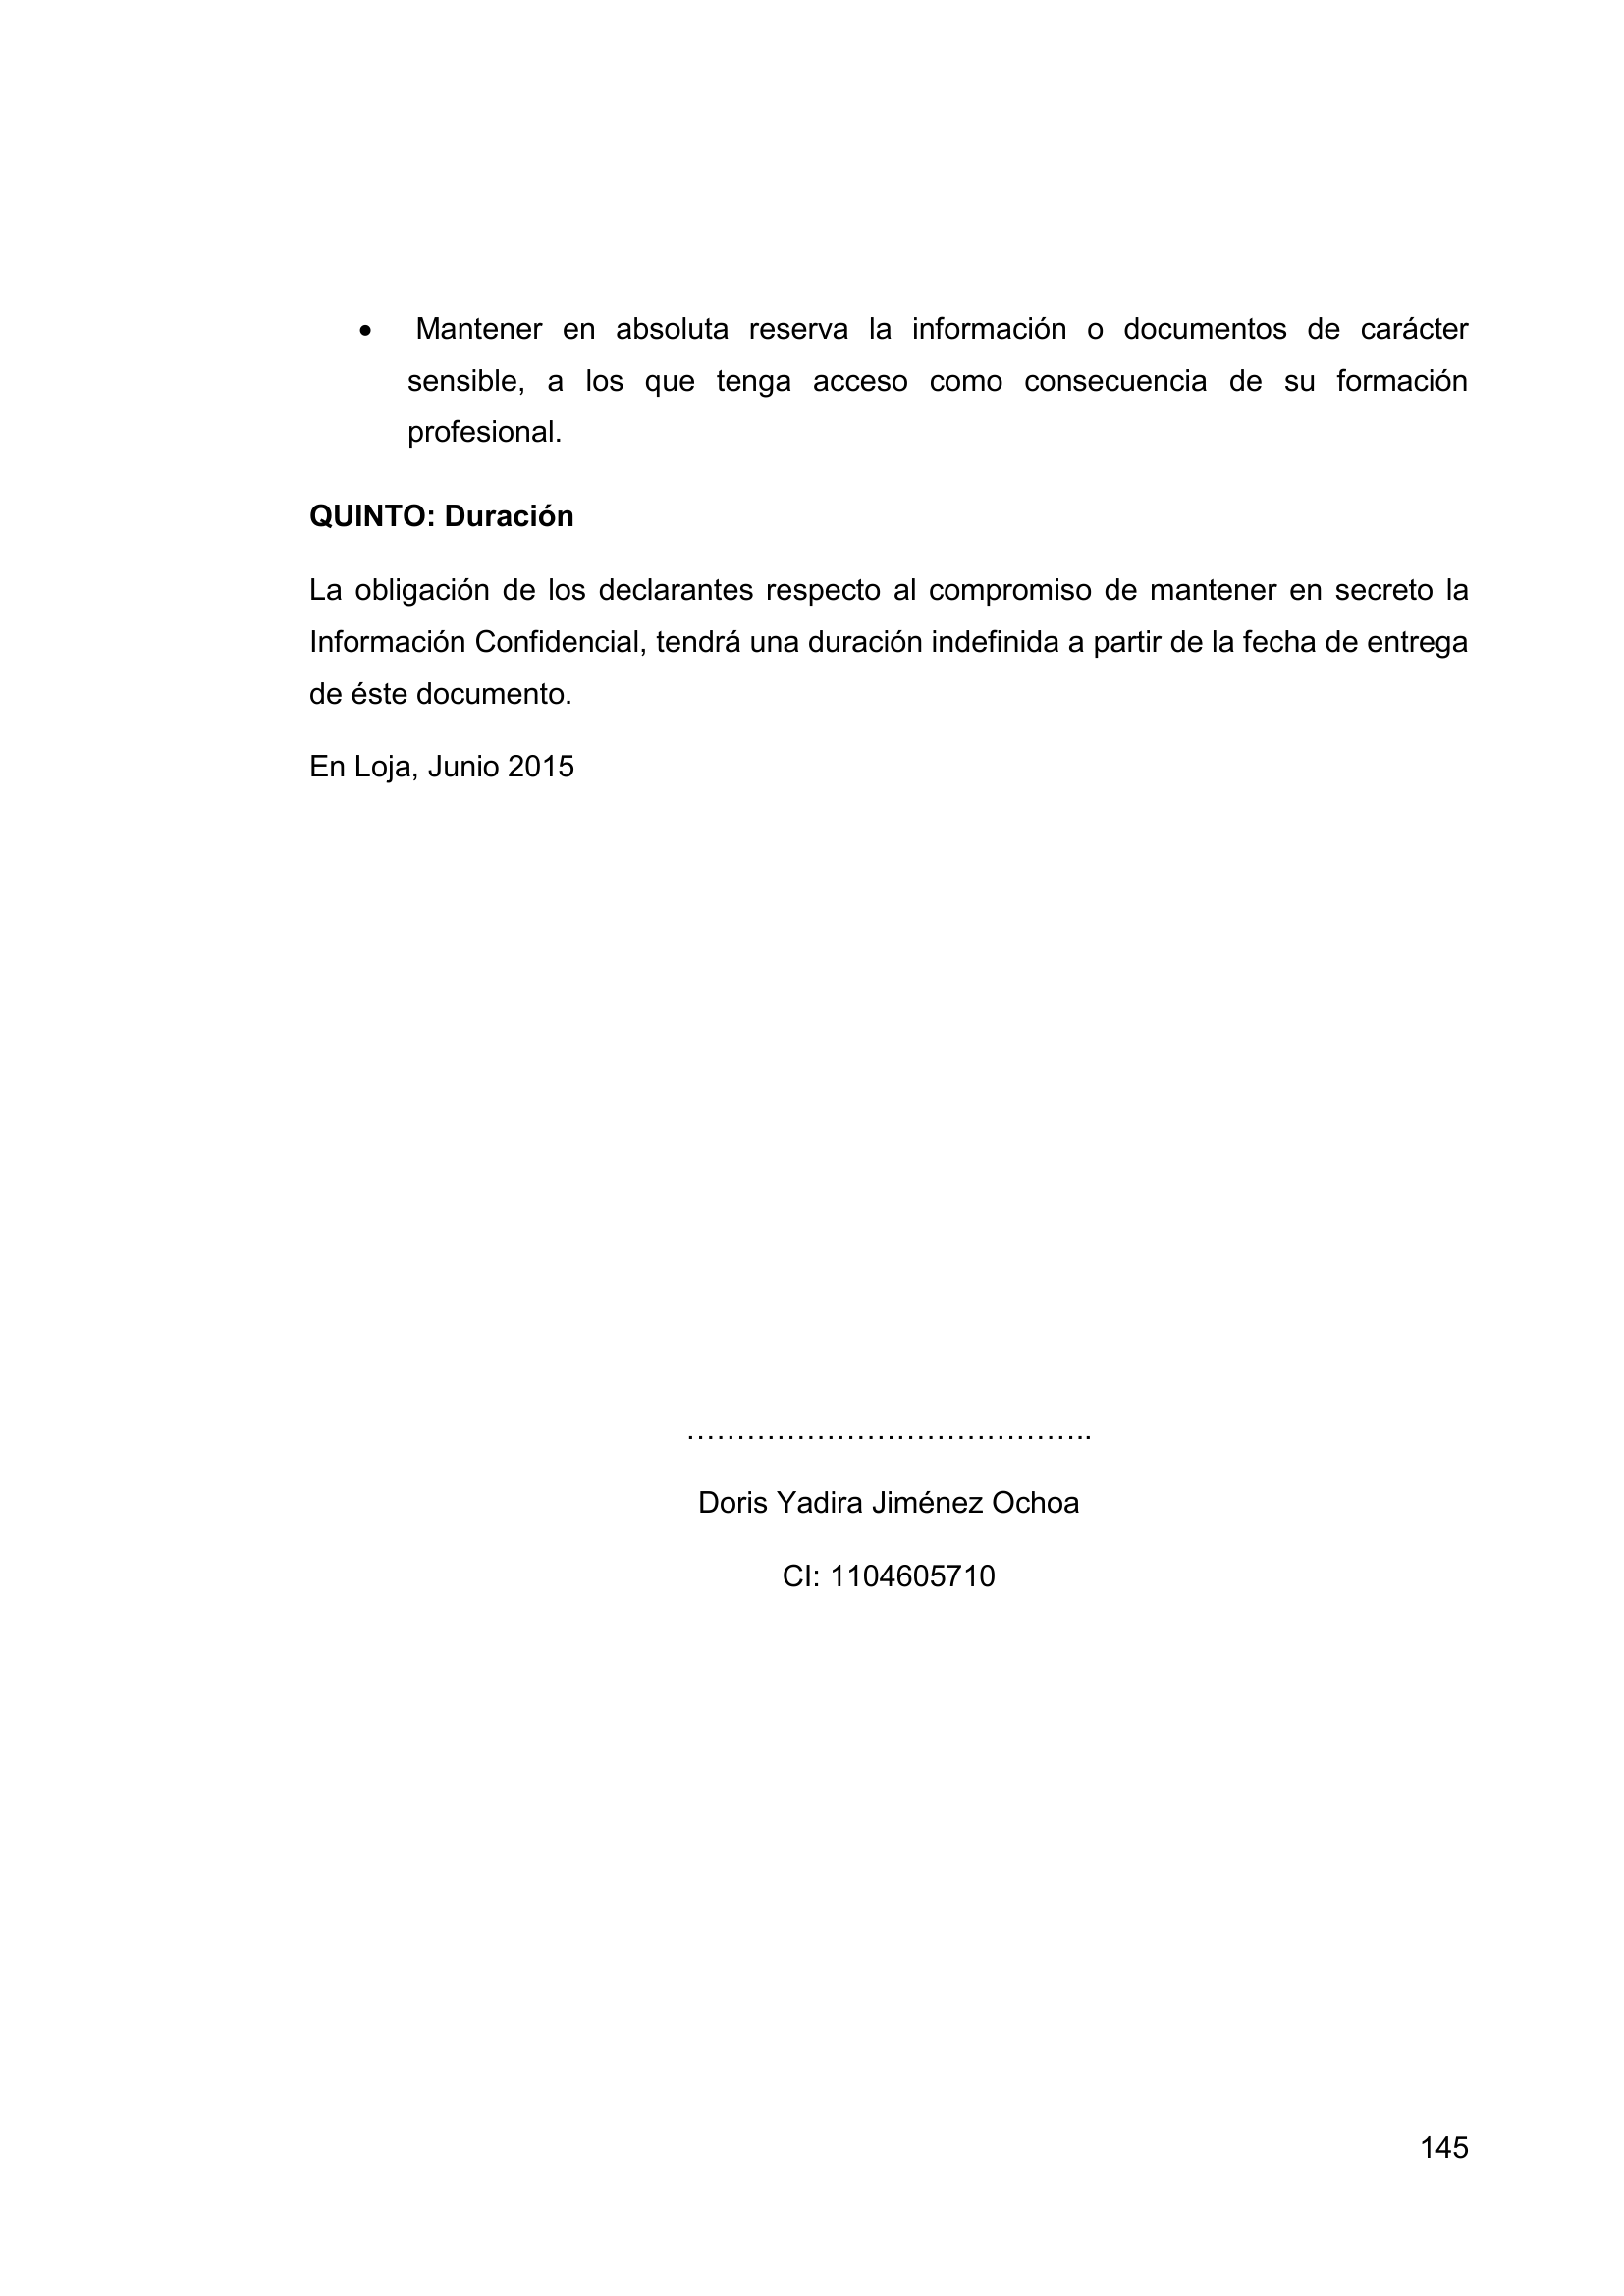 • Mantener en absoluta reserva la información o documentos de carácter
sensible, a los que tenga acceso como consecuencia de su formación
profesional.
QUINTO: Duración
La obligación de los declarantes respecto al compromiso de mantener en secreto la
Información Confidencial, tendrá una duración indefinida a partir de la fecha de entrega
de éste documento.
En Loja, Junio 2015
…………………………………..
Doris Yadira Jiménez Ochoa
CI: 1104605710
145